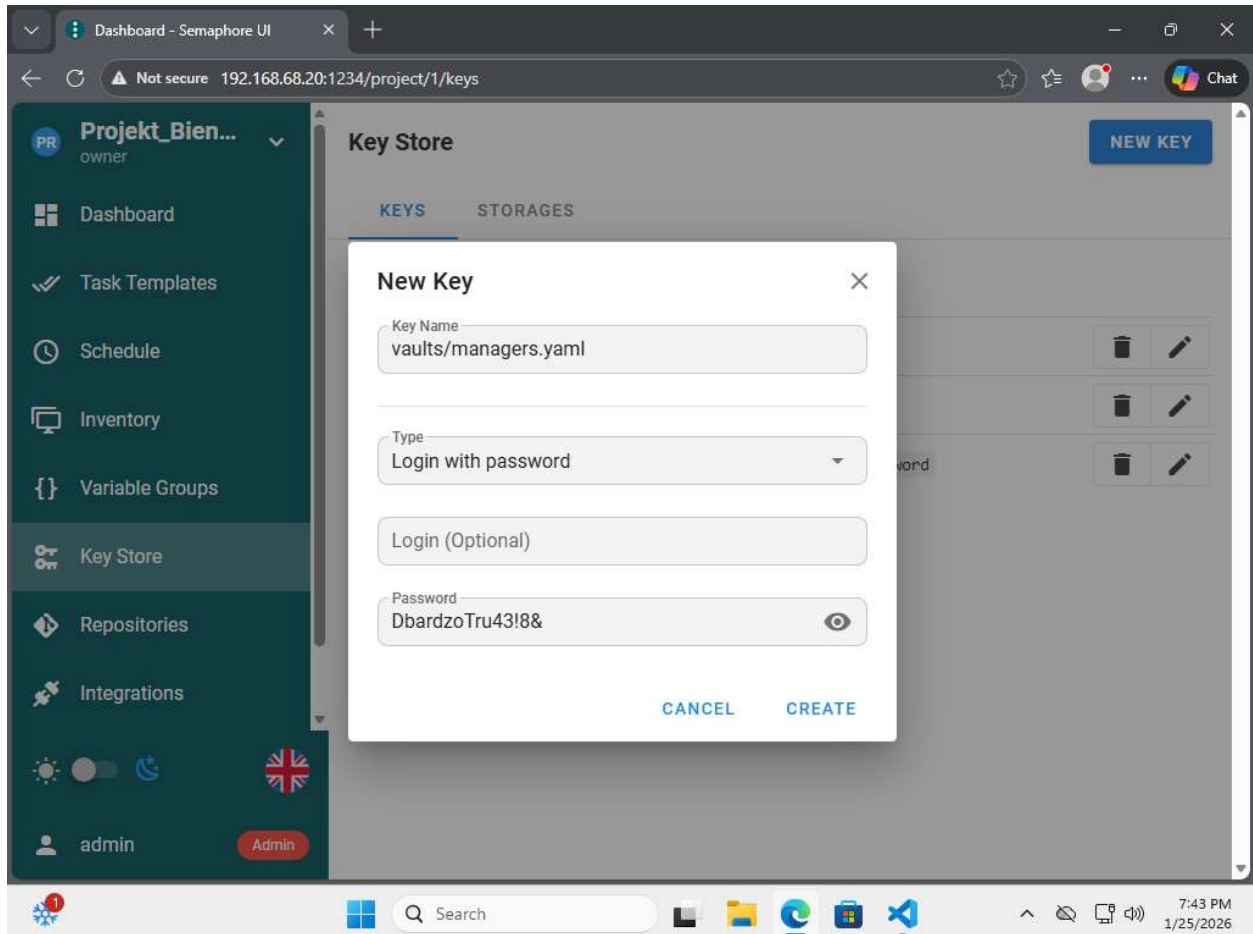 Dashboard - Semaphore UI
Not secure 192.168.68.20:1234/project/1/keys
Chat
PR
Projekt_Bien...
owner
Dashboard
Task Templates
Schedule
Inventory
{} Variable Groups
Key Store
Repositories
Integrations
admin
Admin
Key Store
NEW KEY
KEYS STORAGES
New Key
Key Name
vaults/managers.yaml
Type
Login with password
Login (Optional)
Password
DbardzoTru43!8&
CANCEL CREATE
1
Search
7:43 PM
1/25/2026